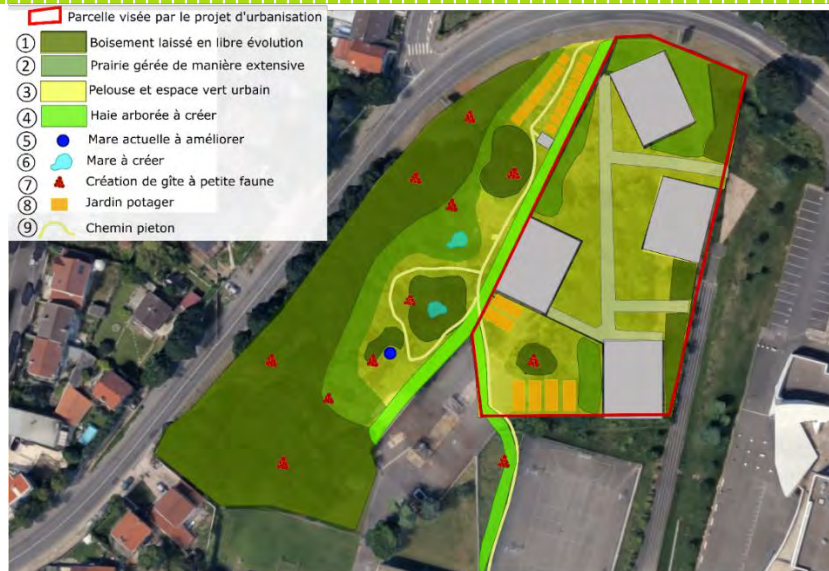 Parcelle visée par le projet d'urbanisation
1 Boisement laissé en libre évolution
2 Prairie gérée de manière extensive
3 Pelouse et espace vert urbain
4 Haie arborée à créer
5 Mare actuelle à améliorer
6 Mare à créer
7 Création de gîte à petite faune
8 Jardin potager
9 Chemin pieton